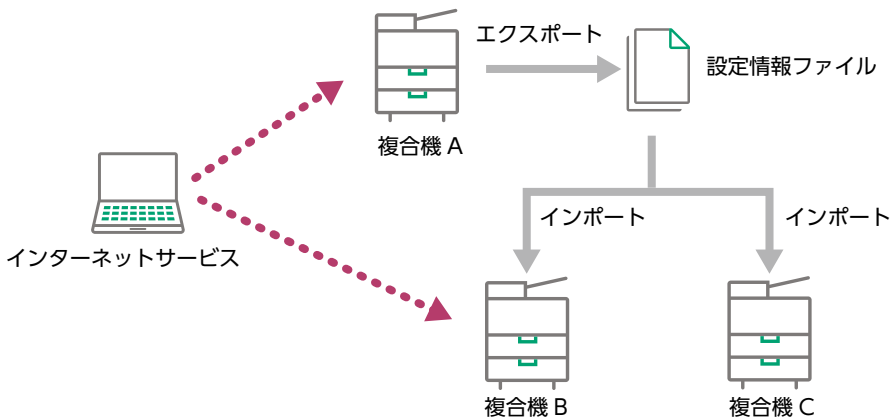 エクスポート
設定情報ファイル
複合機 A
インポート
インポート
インターネットサービス
複合機 B
複合機 C